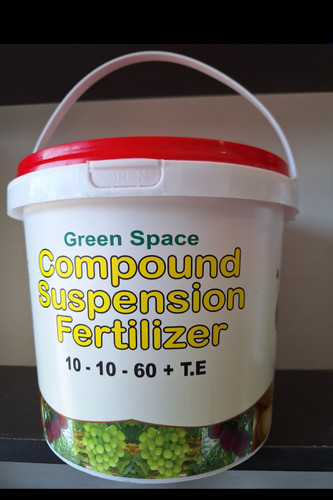 OPEN
Green Space
Compound
Suspension
Fertilizer
10 - 10 - 60 + T.E